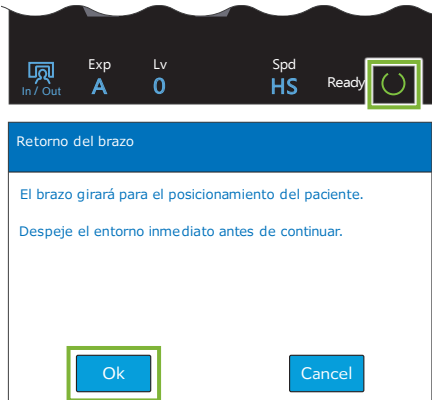 Exp Lv Spd
In / Out A 0 HS Ready
Retorno del brazo
El brazo girará para el posicionamiento del paciente.
Despeje el entorno inmediato antes de continuar.
Ok Cancel